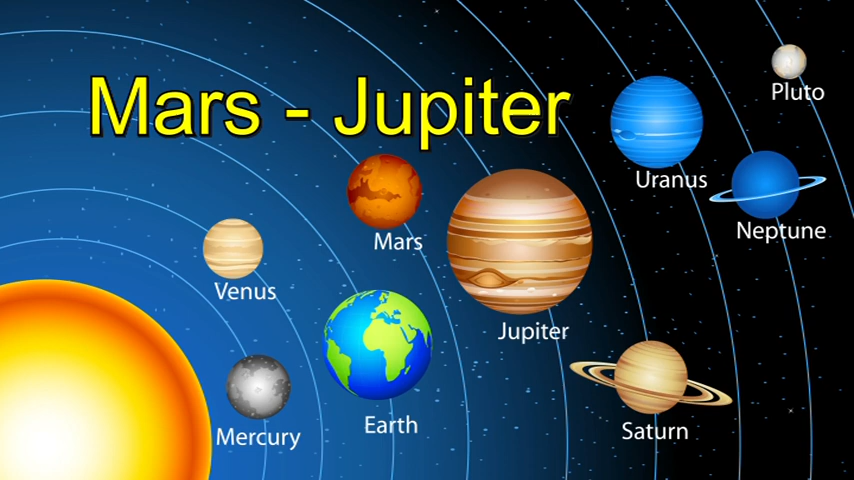 Mars - Jupiter
Pluto
Uranus
Neptune
Mars
Venus
Jupiter
Earth
Saturn
Mercury